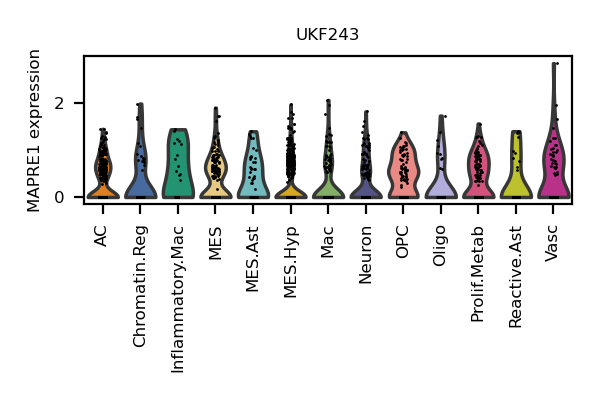 UKF243
MAPRE1 expression
2
0
AC
Chromatin.Reg
Inflammatory.Mac
MES
MES.Ast
MES.Hyp
Mac
Neuron
OPC
Oligo
Prolif.Metab
Reactive.Ast
Vasc